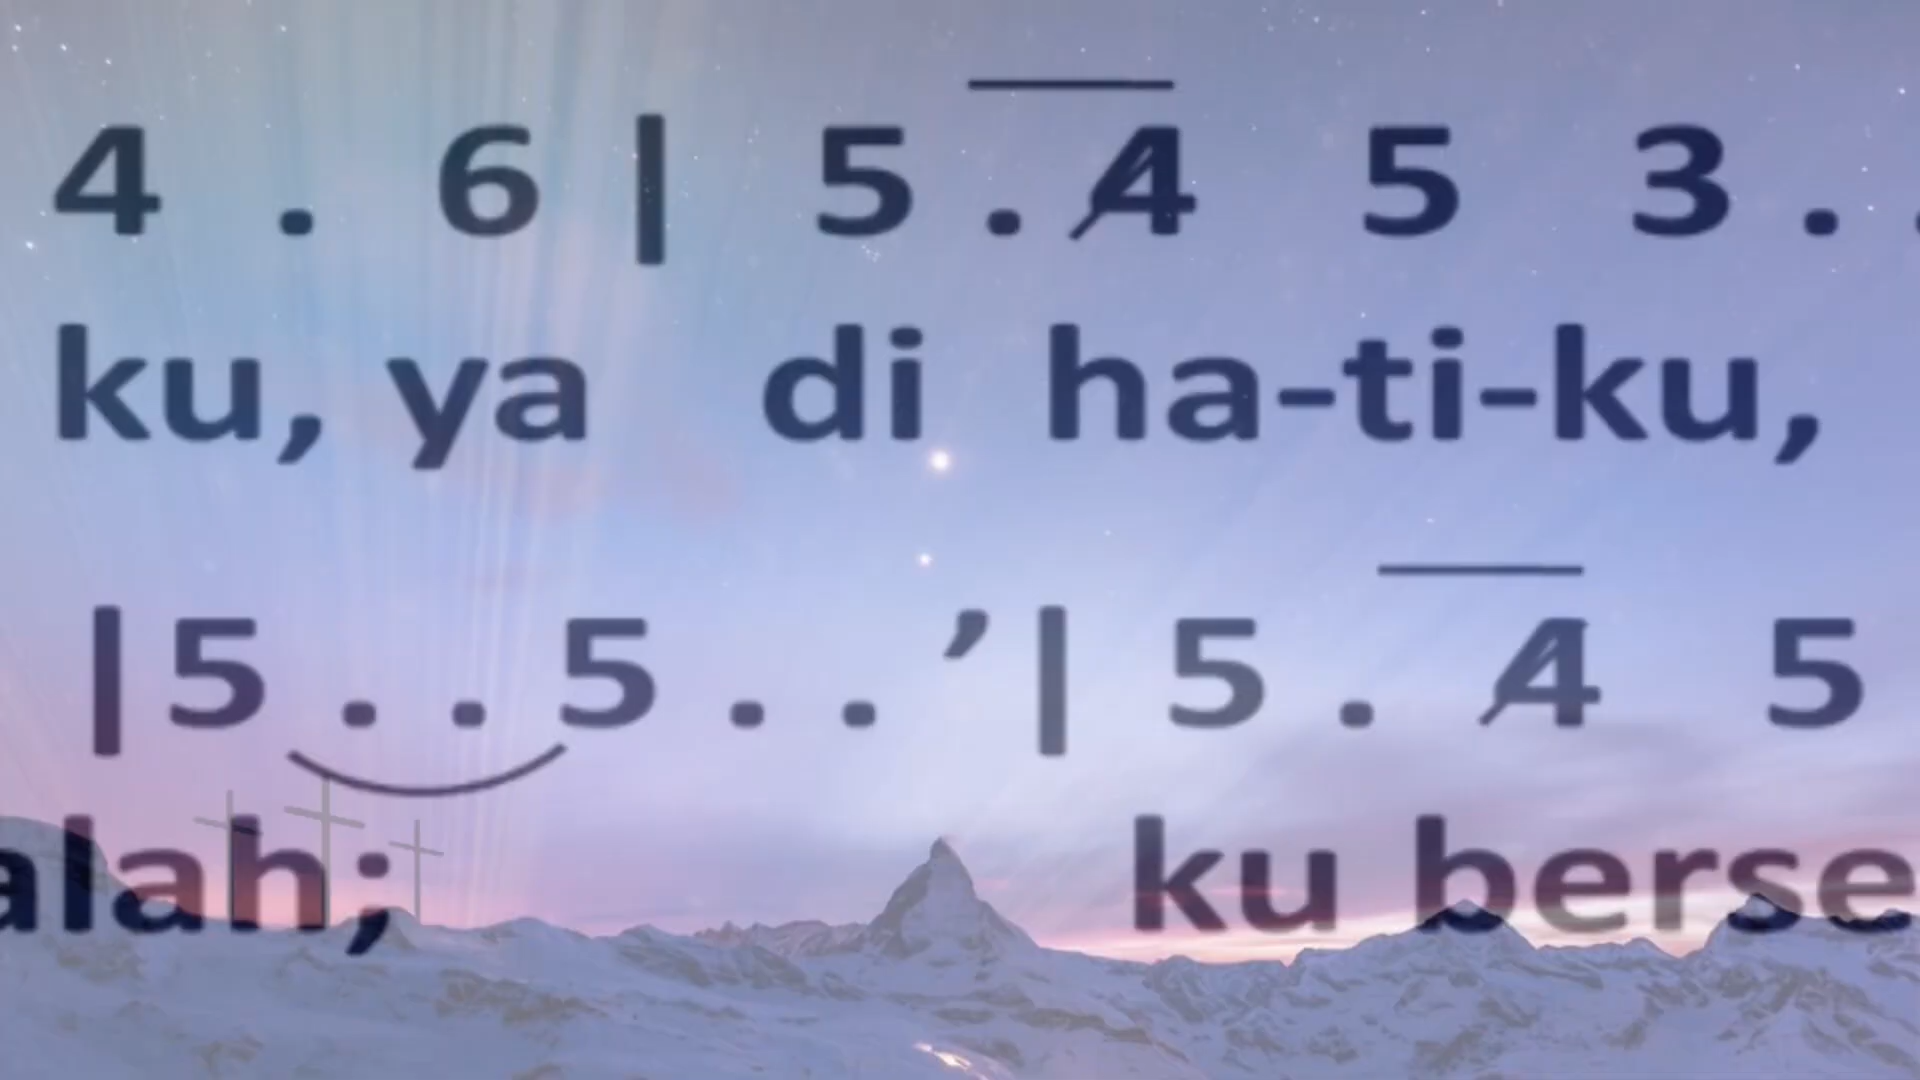 4 . 6 | 5 . 4̸ 5 3 . .
ku, ya di ha-ti-ku,
| 5 . . 5 . . ’ | 5 . 4̸ 5
alah; ku berse